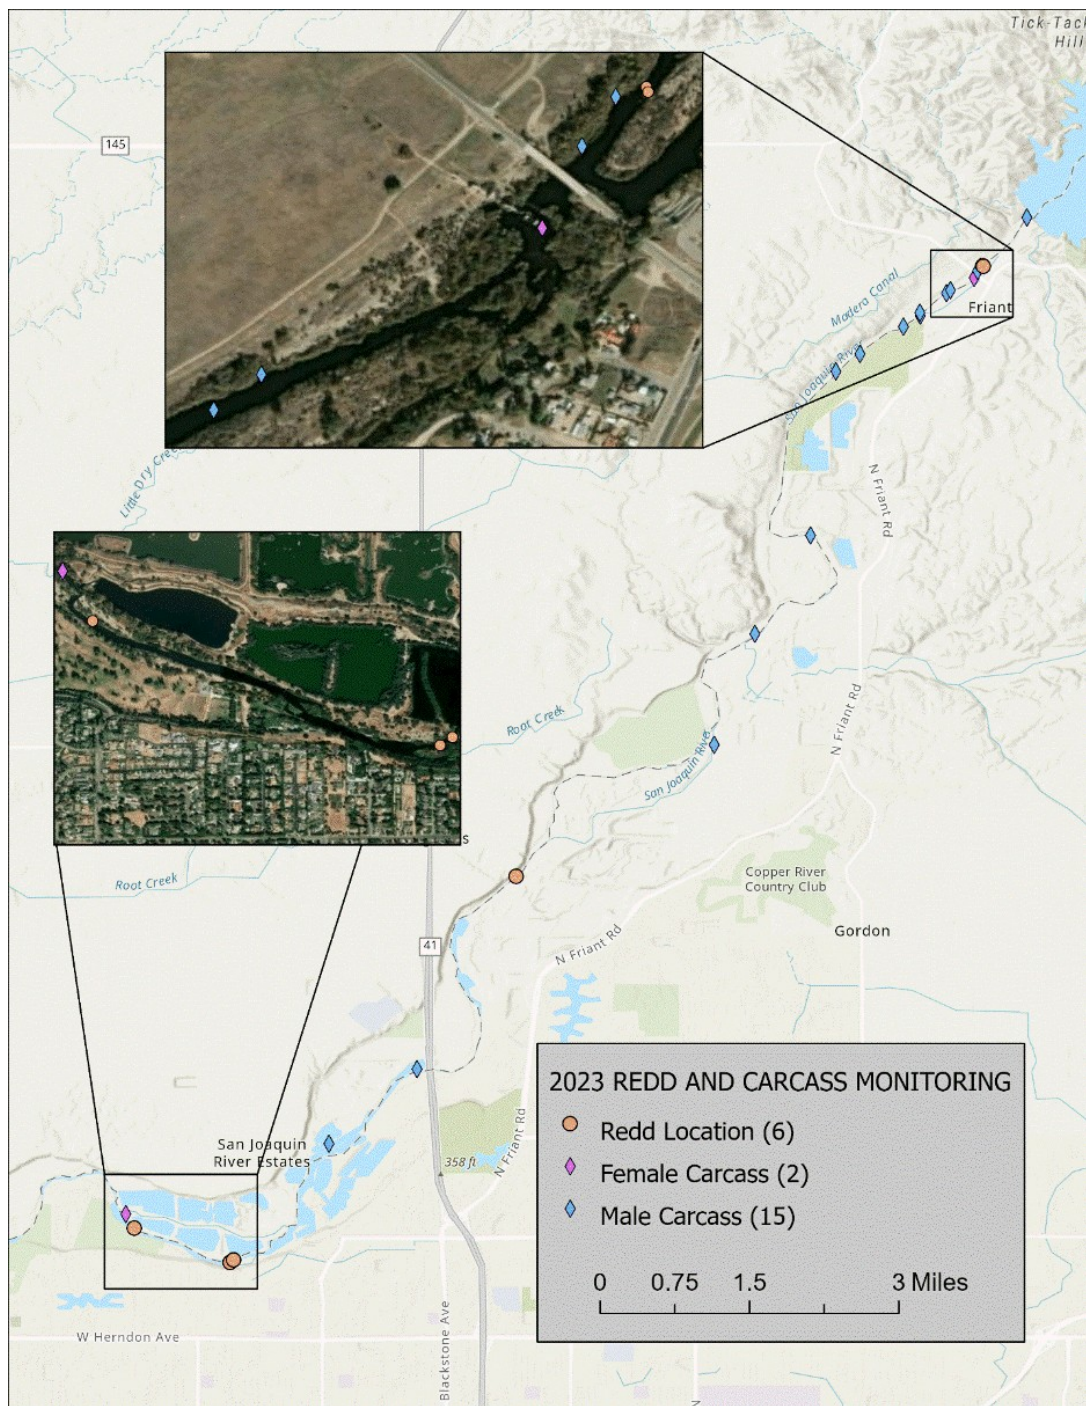 Tick-Tack
Hill
145
Madera Canal
Friant
San Joaquin River
Little Dry Creek
N Friant Rd
Root Creek
San Joaquin River
N Friant Rd
s
Root Creek
Copper River
Country Club
Gordon
N Friant Rd
41
San Joaquin
River Estates
358 ft
N Friant Rd
W Herndon Ave
Blackstone Ave
N
2023 REDD AND CARCASS MONITORING
Redd Location (6)
Female Carcass (2)
Male Carcass (15)
0 0.75 1.5 3 Miles